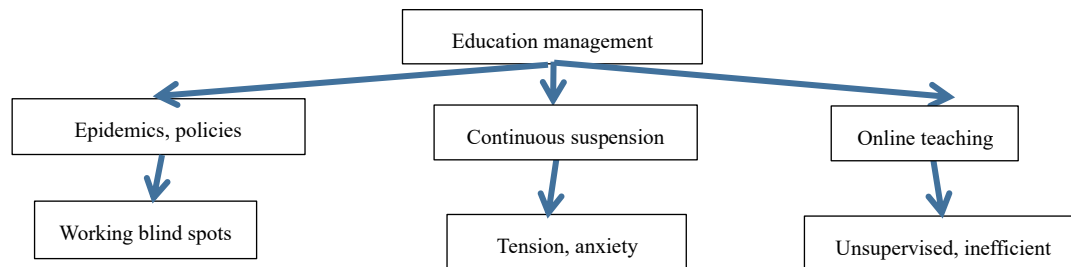 Education management
Epidemics, policies
Continuous suspension
Online teaching
Working blind spots
Tension, anxiety
Unsupervised, inefficient